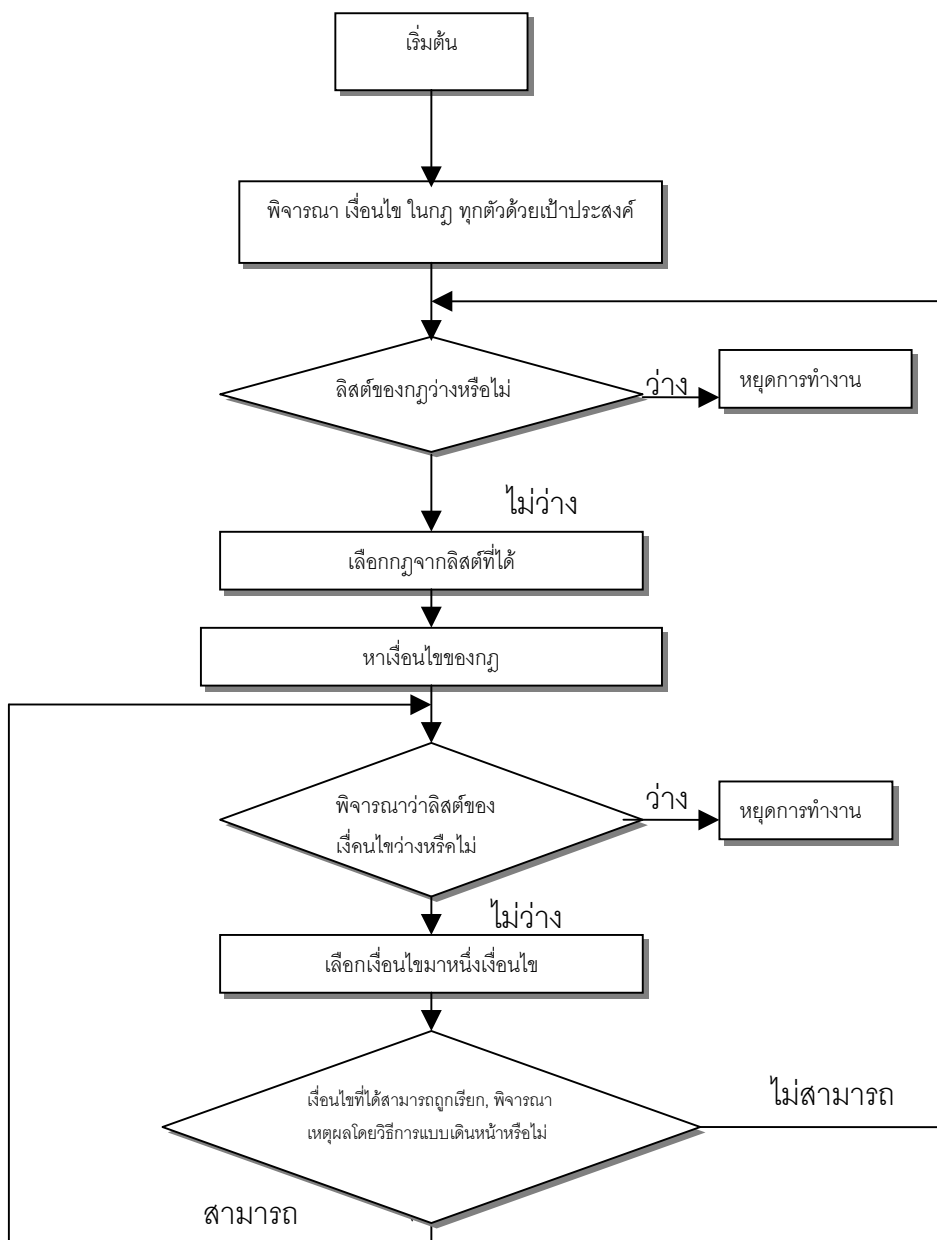 เริ่มต้น
พิจารณา เงื่อนไข ในกฎ ทุกตัวด้วยเป้าประสงค์
ลิสต์ของกฎว่างหรือไม่
ว่าง
หยุดการทำงาน
ไม่ว่าง
เลือกกฎจากลิสต์ที่ได้
หาเงื่อนไขของกฎ
พิจารณาว่าลิสต์ของ
เงื่อนไขว่างหรือไม่
ว่าง
หยุดการทำงาน
ไม่ว่าง
เลือกเงื่อนไขมาหนึ่งเงื่อนไข
เงื่อนไขที่ได้สามารถถูกเรียก, พิจารณา
เหตุผลโดยวิธีการแบบเดินหน้าหรือไม่
ไม่สามารถ
สามารถ